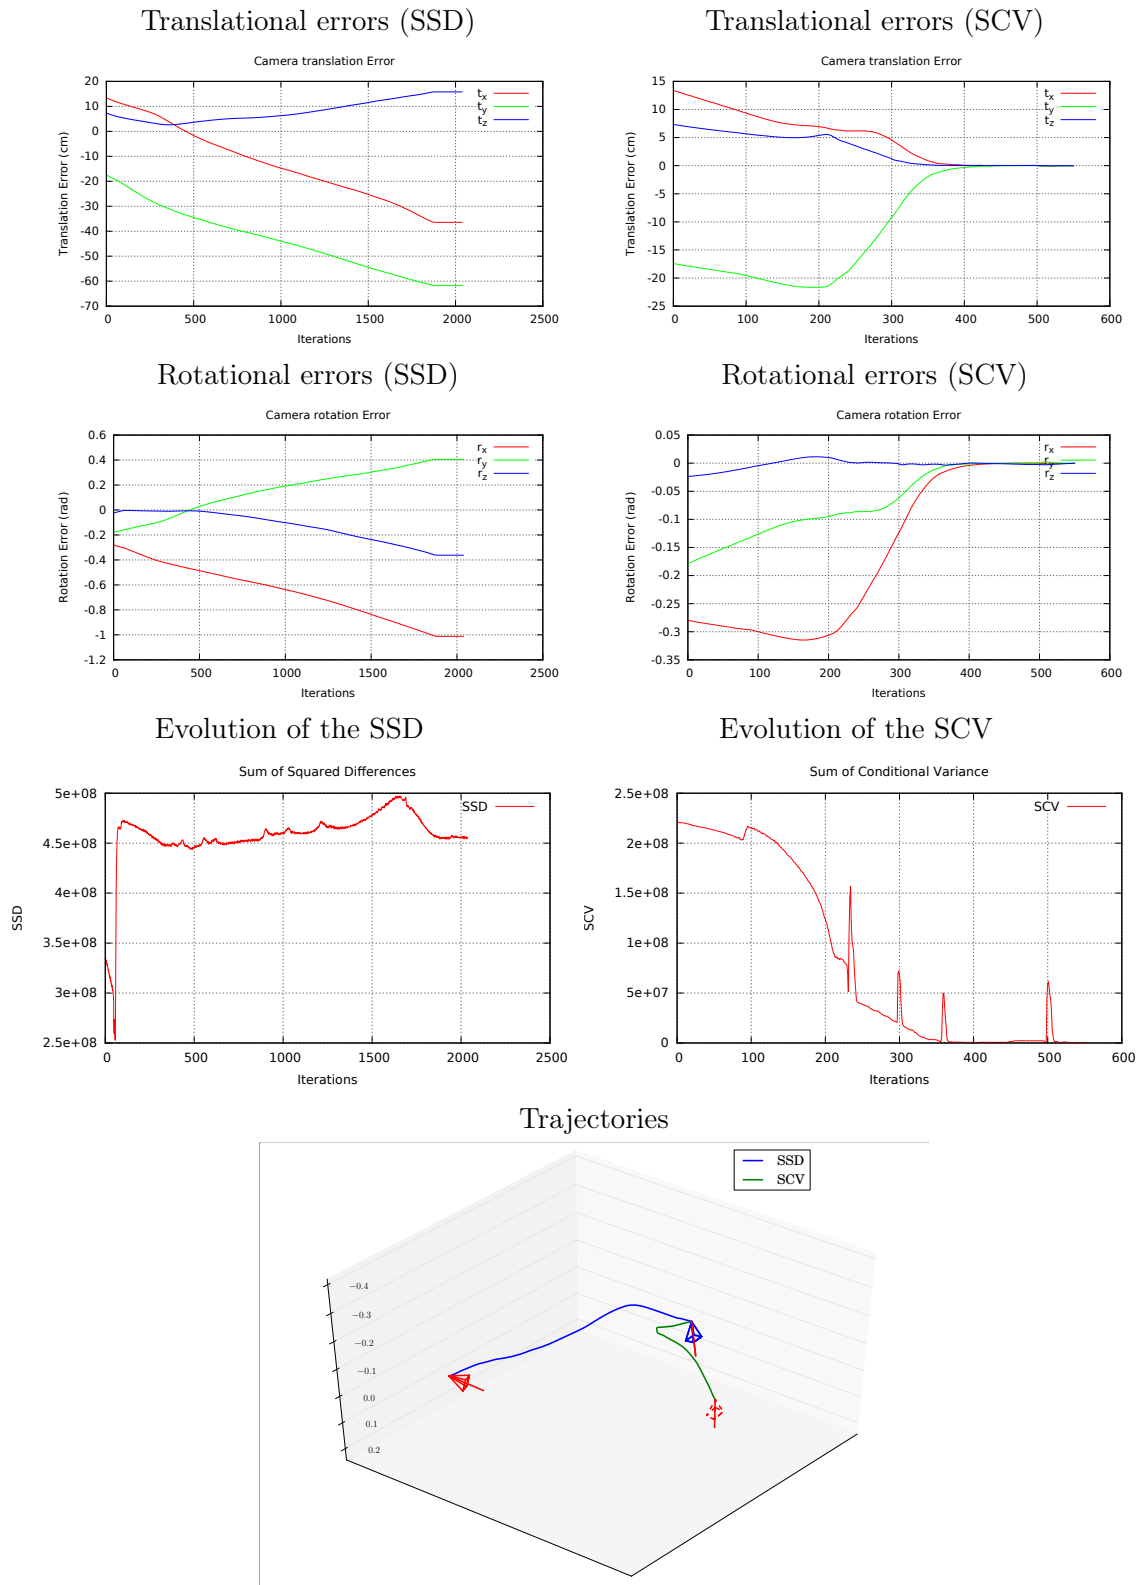 Translational errors (SSD)
Translational errors (SCV)
Camera translation Error
Camera translation Error
20
10
0
-10
-20
-30
-40
-50
-60
-70
Translation Error (cm)
tx
ty
tz
0 500 1000 1500 2000 2500
Iterations
15
10
5
0
-5
-10
-15
-20
-25
Translation Error (cm)
tx
ty
tz
0 100 200 300 400 500 600
Iterations
Rotational errors (SSD)
Rotational errors (SCV)
Camera rotation Error
Camera rotation Error
0.6
0.4
0.2
0
-0.2
-0.4
-0.6
-0.8
-1
-1.2
Rotation Error (rad)
rx
ry
rz
0 500 1000 1500 2000 2500
Iterations
0.05
0
-0.05
-0.1
-0.15
-0.2
-0.25
-0.3
-0.35
Rotation Error (rad)
rx
ry
rz
0 100 200 300 400 500 600
Iterations
Evolution of the SSD
Evolution of the SCV
Sum of Squared Differences
Sum of Conditional Variance
5e+08
4.5e+08
4e+08
3.5e+08
3e+08
2.5e+08
SSD
SSD
0 500 1000 1500 2000 2500
Iterations
2.5e+08
2e+08
1.5e+08
1e+08
5e+07
0
SCV
SCV
0 100 200 300 400 500 600
Iterations
Trajectories
SSD
SCV
−0.4
−0.3
−0.2
−0.1
0.0
0.1
0.2